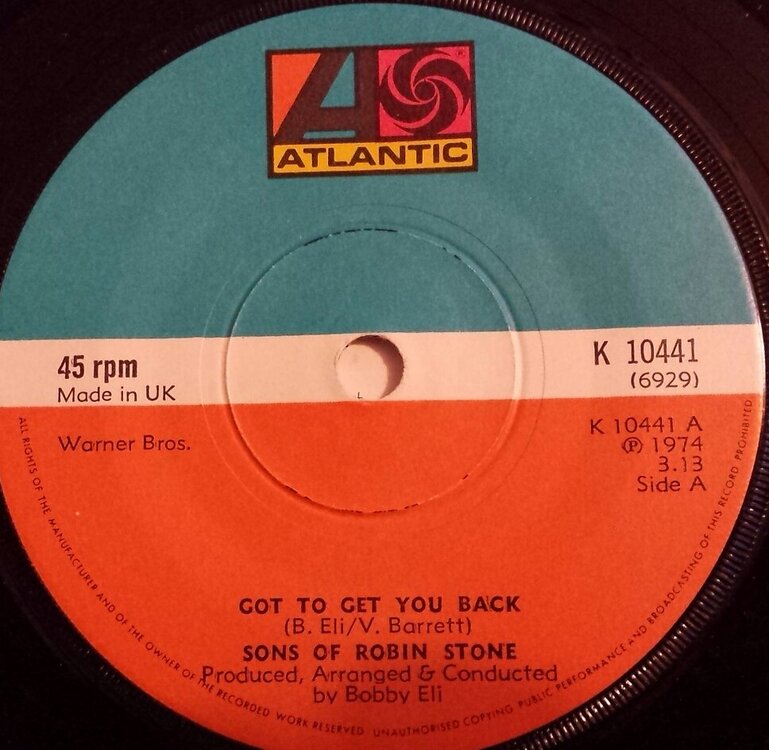 ATLANTIC
45 rpm
Made in UK
K 10441
(6929)
Warner Bros.
K 10441 A
Ⓟ 1974
3.13
Side A
GOT TO GET YOU BACK
(B. Eli/V. Barrett)
SONS OF ROBIN STONE
Produced, Arranged & Conducted
by Bobby Eli
ALL RIGHTS OF THE MANUFACTURER AND OF THE OWNER OF THE RECORDED WORK RESERVED UNAUTHORISED COPYING PUBLIC PERFORMANCE AND BROADCASTING OF THIS RECORD PROHIBITED